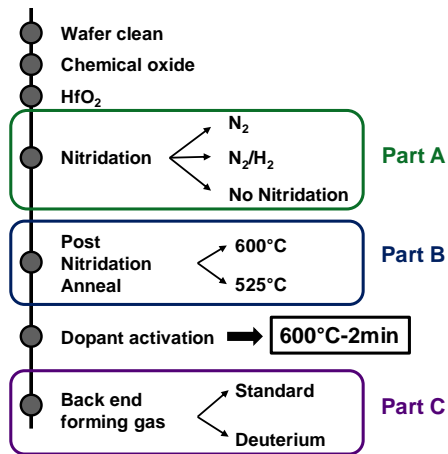 Wafer clean
Chemical oxide
HfO₂
Nitridation
N₂
N₂/H₂
No Nitridation
Part A
Post
Nitridation
Anneal
600°C
525°C
Part B
Dopant activation
600°C-2min
Back end
forming gas
Standard
Deuterium
Part C